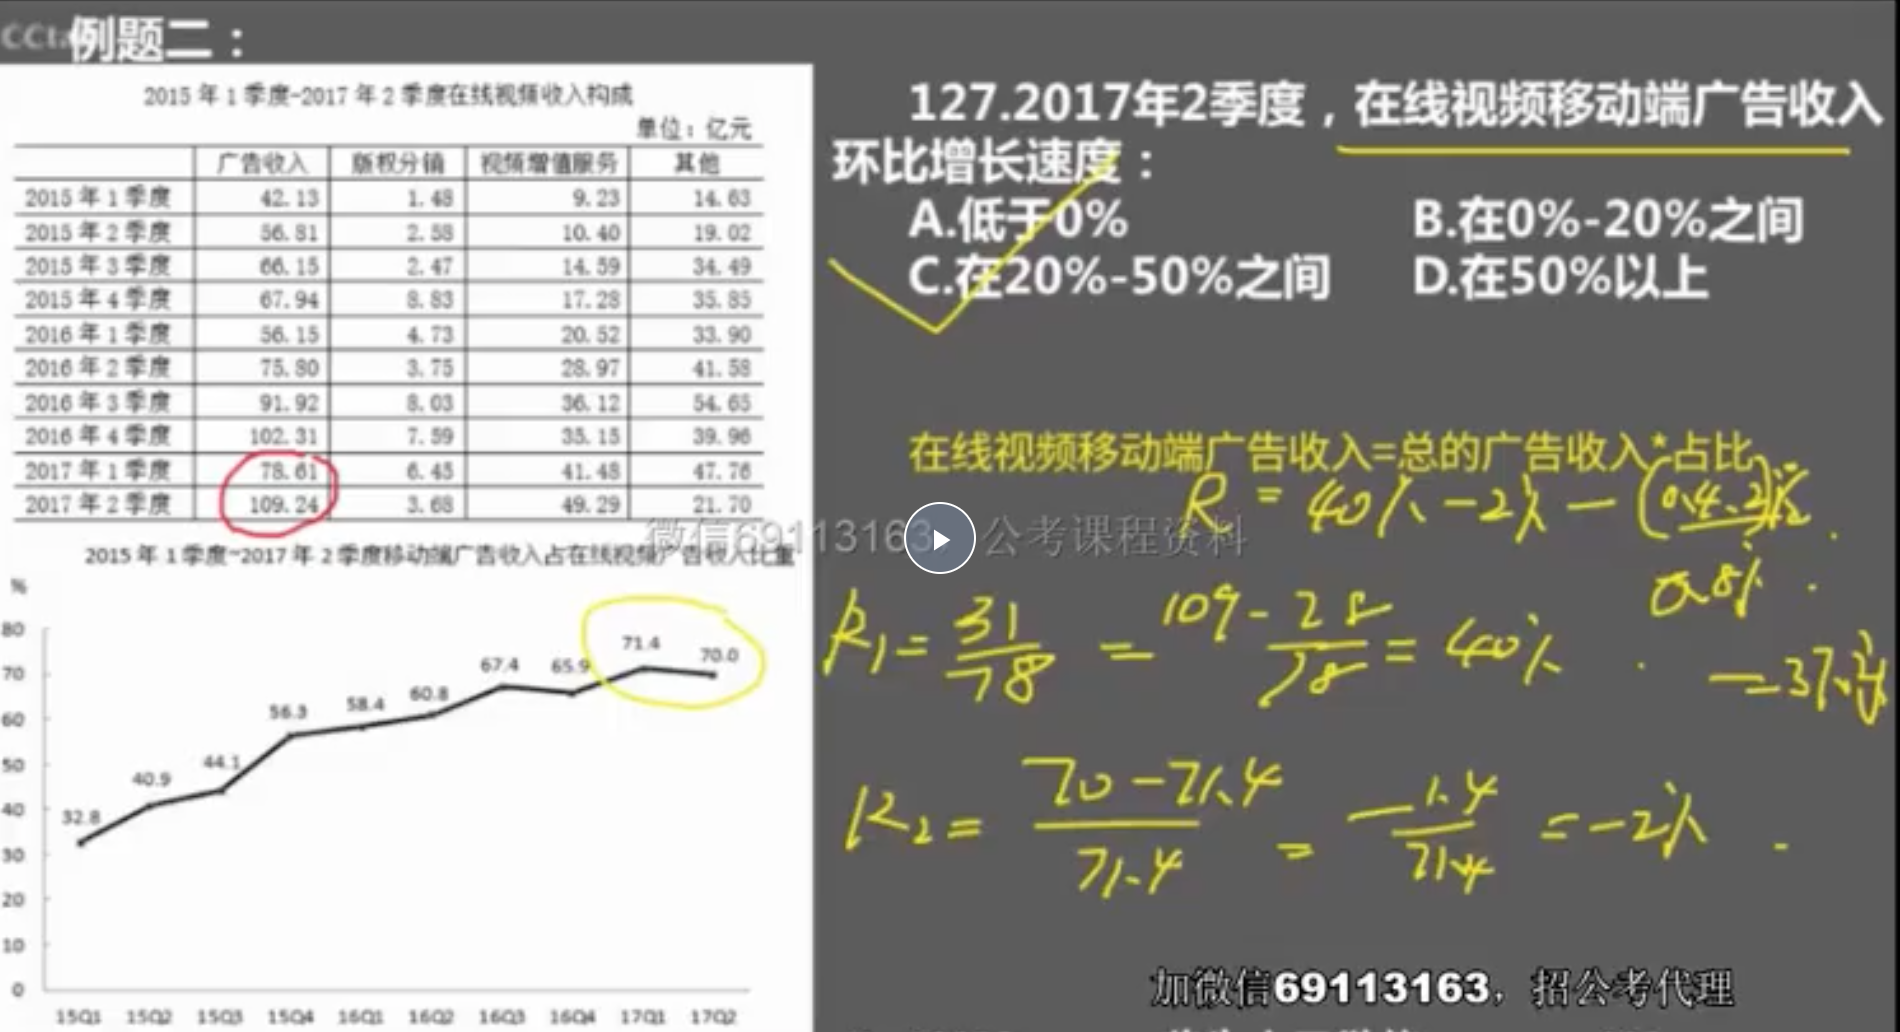 CCta
例题二：
2015年1季度-2017年2季度在线视频收入构成
单位：亿元
广告收入 版权分销 视频增值服务 其他
2015年1季度 42.13 1.48 9.23 14.63
2015年2季度 56.81 2.58 10.40 19.02
2015年3季度 66.15 2.47 14.59 34.49
2015年4季度 67.94 8.83 17.28 35.85
2016年1季度 56.15 4.73 20.52 33.90
2016年2季度 75.80 3.75 28.97 41.58
2016年3季度 91.92 8.03 36.12 54.65
2016年4季度 102.31 7.59 35.15 39.96
2017年1季度 78.61 6.45 41.48 47.76
2017年2季度 109.24 3.68 49.29 21.70
2015年1季度~2017年2季度移动端广告收入占在线视频广告收入比重
%
80
70
60
50
40
30
20
10
0
32.8 40.9 44.1 56.3 58.4 60.8 67.4 65.9 71.4 70.0
15Q1 15Q2 15Q3 15Q4 16Q1 16Q2 16Q3 16Q4 17Q1 17Q2
127.2017年2季度，在线视频移动端广告收入
环比增长速度：
A.低于0% B.在0%-20%之间
C.在20%-50%之间 D.在50%以上
在线视频移动端广告收入=总的广告收入*占比
R = 40% - 2% -
0.8%
微信69113163，公考课程资料
R1 = 31/78 = 109-78/78 = 40%
R2 = 70-71.4/71.4 = -1.4/71.4 = -2%
加微信69113163，招公考代理